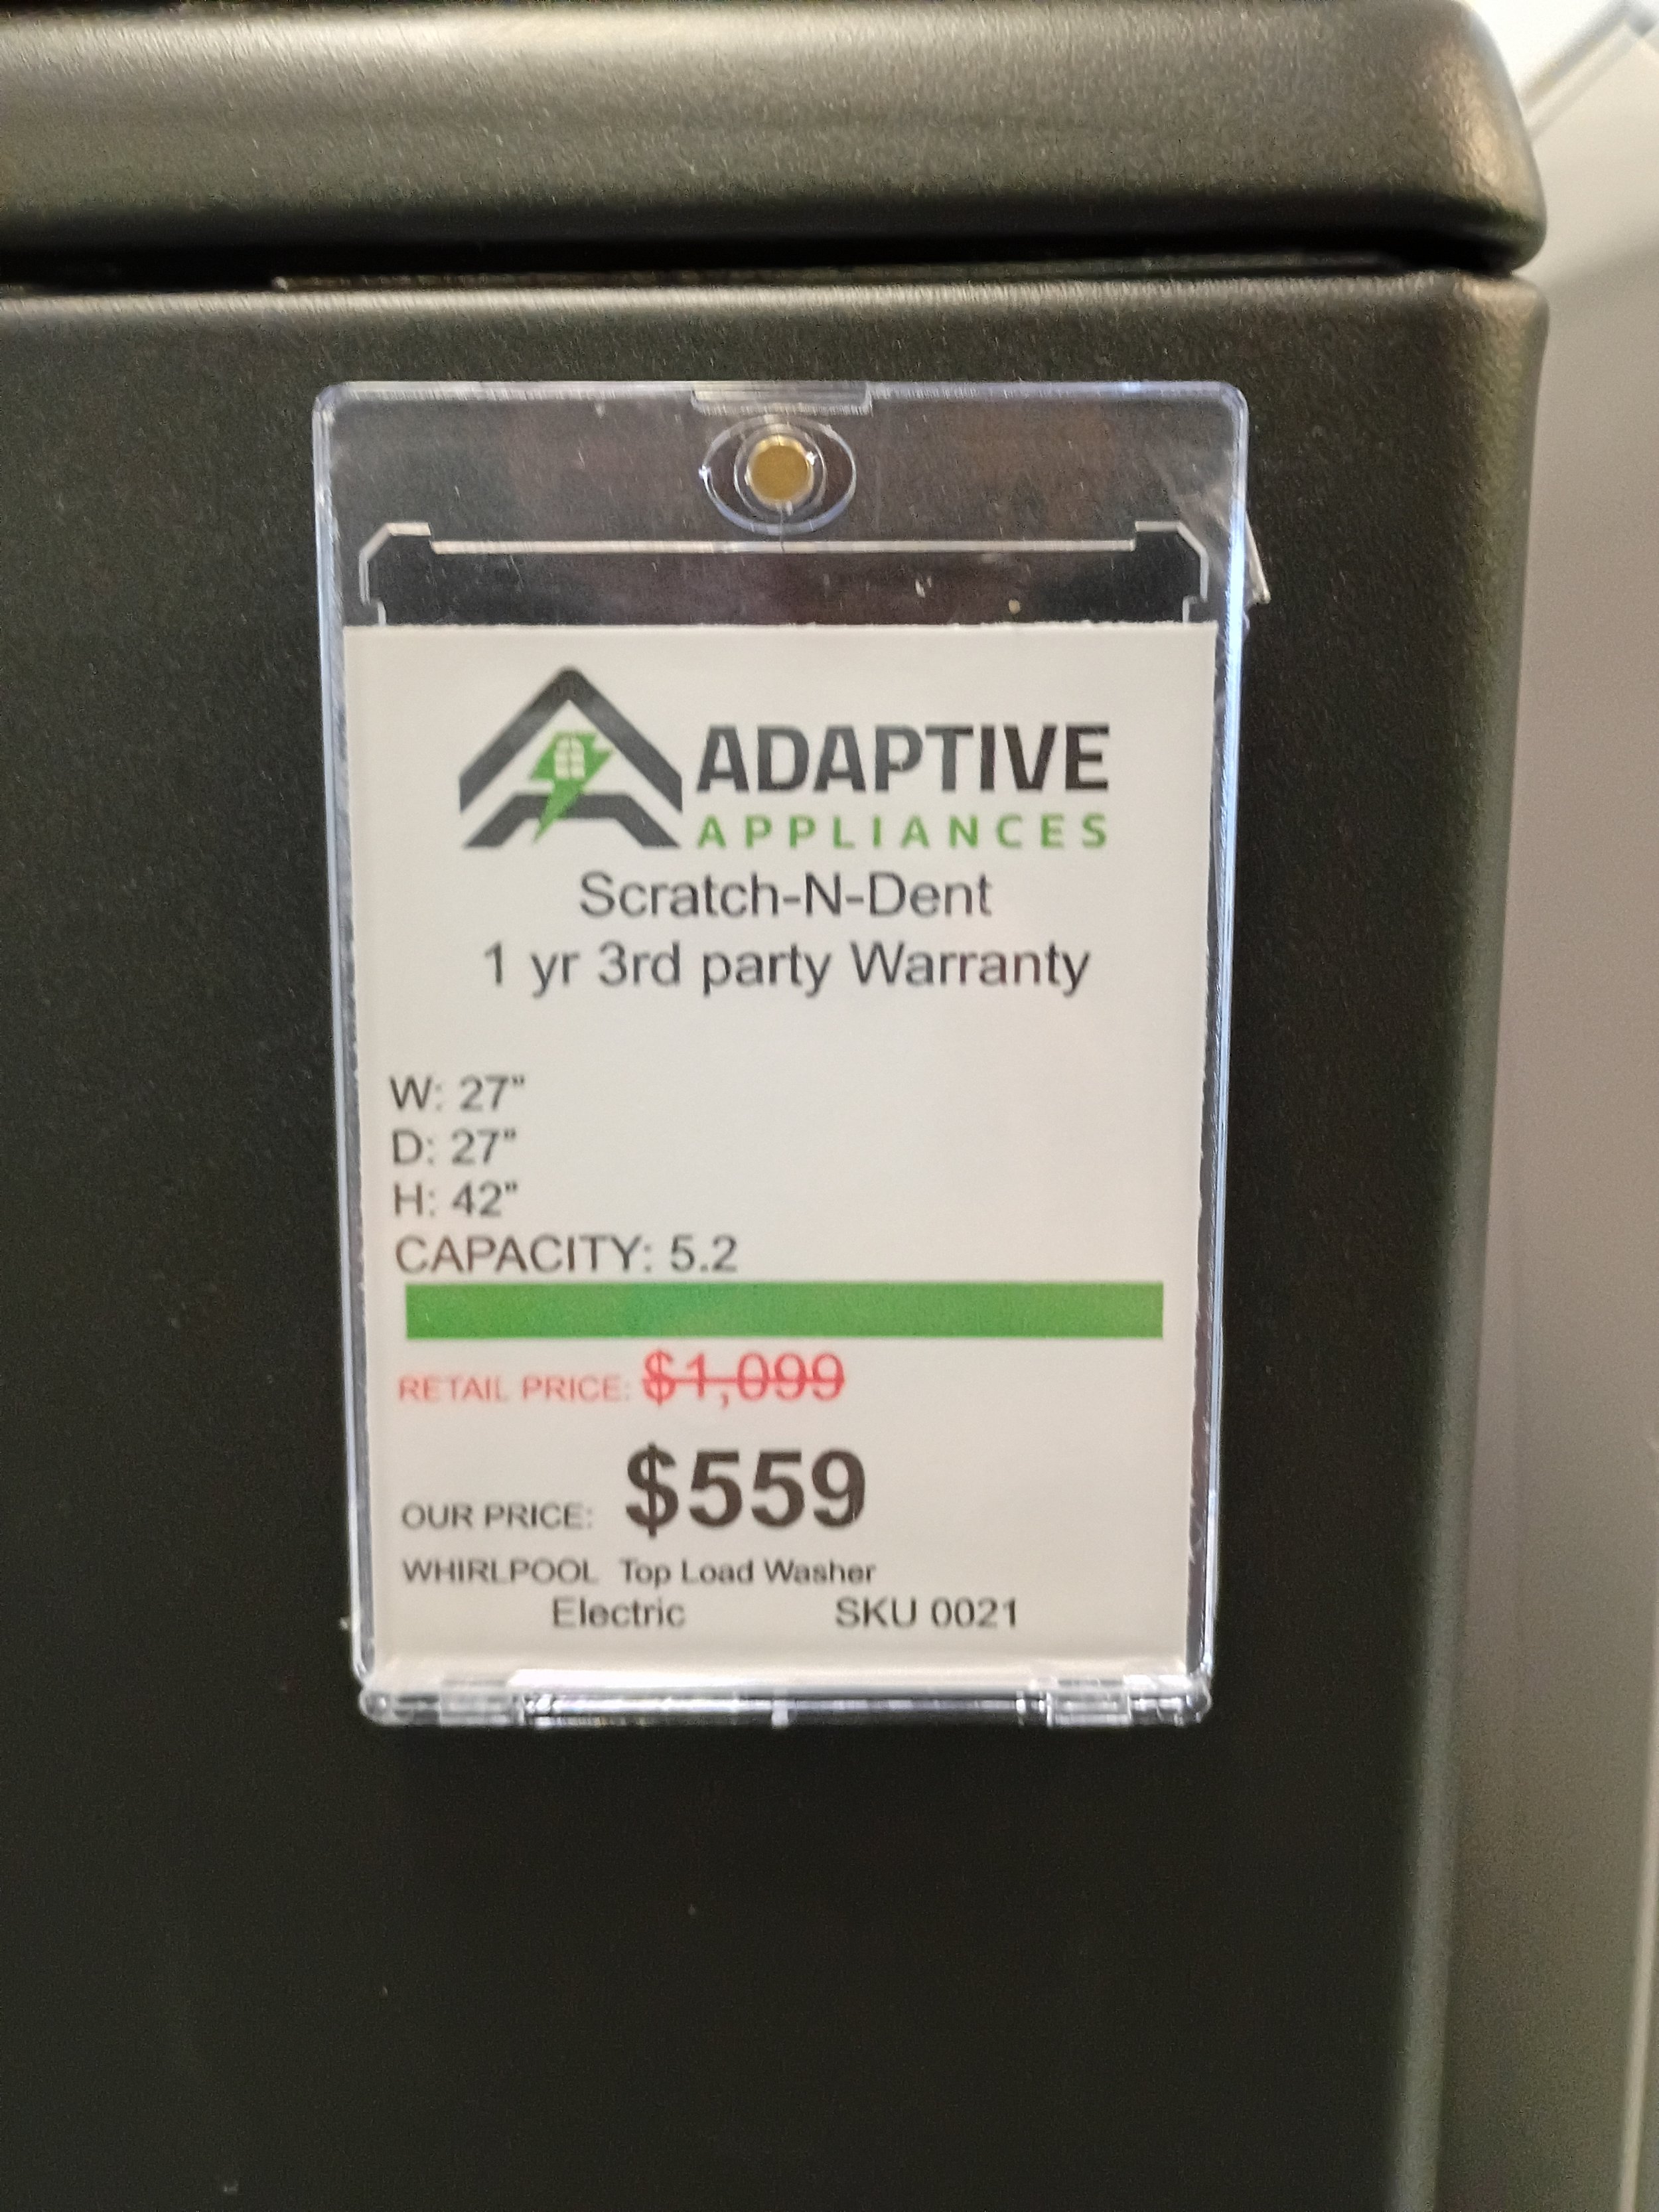 ADAPTIVE
APPLIANCES
Scratch-N-Dent
1 yr 3rd party Warranty
W: 27"
D: 27"
H: 42"
CAPACITY: 5.2
RETAIL PRICE: $1,099
OUR PRICE: $559
WHIRLPOOL Top Load Washer
Electric SKU 0021